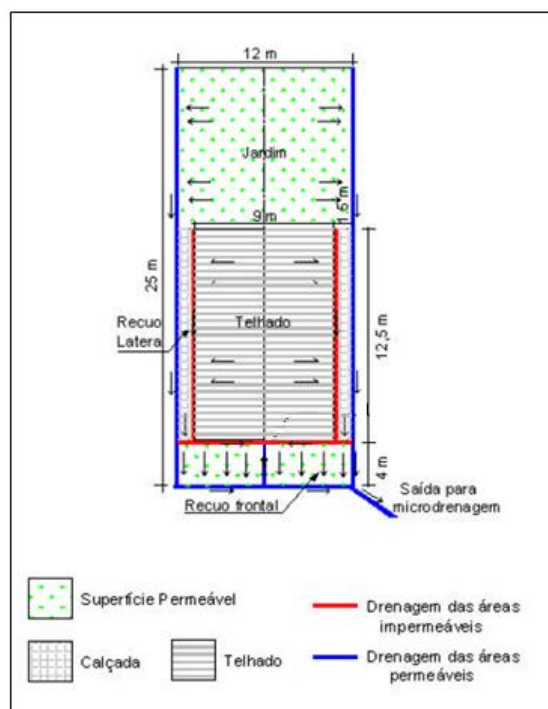 12 m
Jardim
1.5 m
9 m
25 m
Recuo
Latera
Telhado
12,5 m
4 m
Recuo frontal
Saída para
microdrenagem
Superfície Permeável
Calçada
Telhado
Drenagem das áreas
impermeáveis
Drenagem das áreas
permeáveis